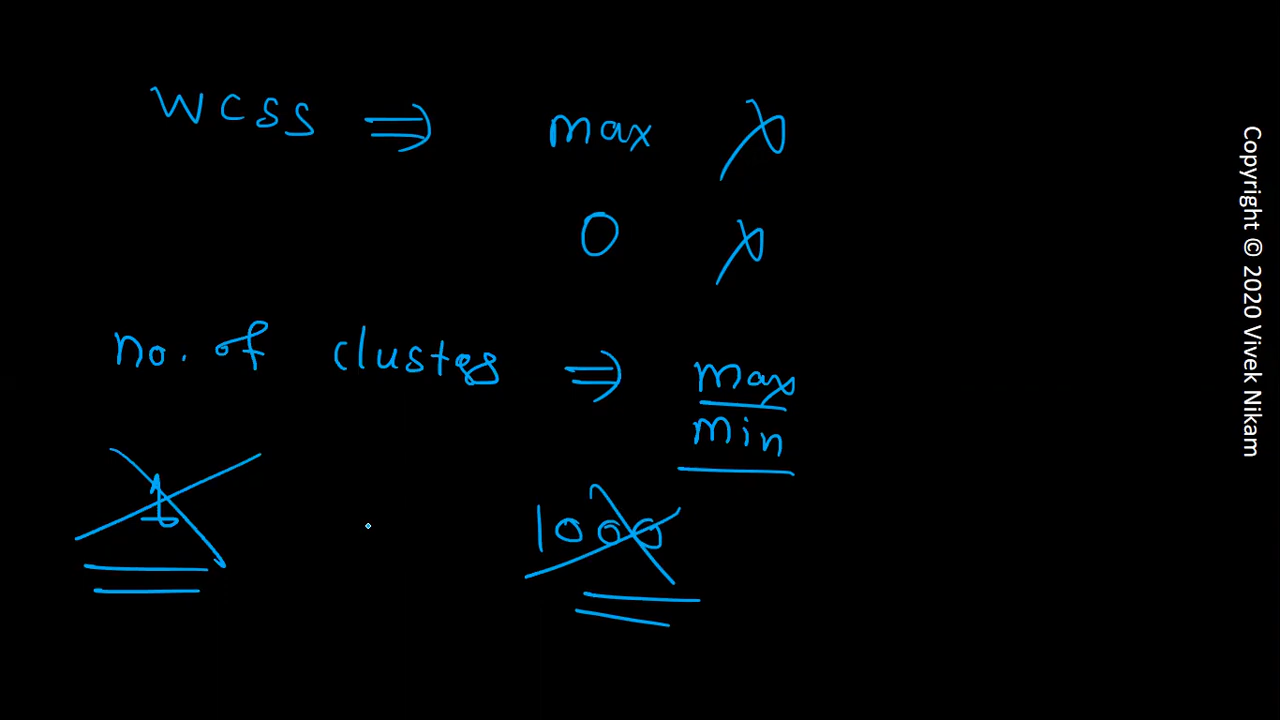 WCSS ⇒ max x
0 x
no. of clusters ⇒ max
min
1 1000
Copyright © 2020 Vivek Nikam